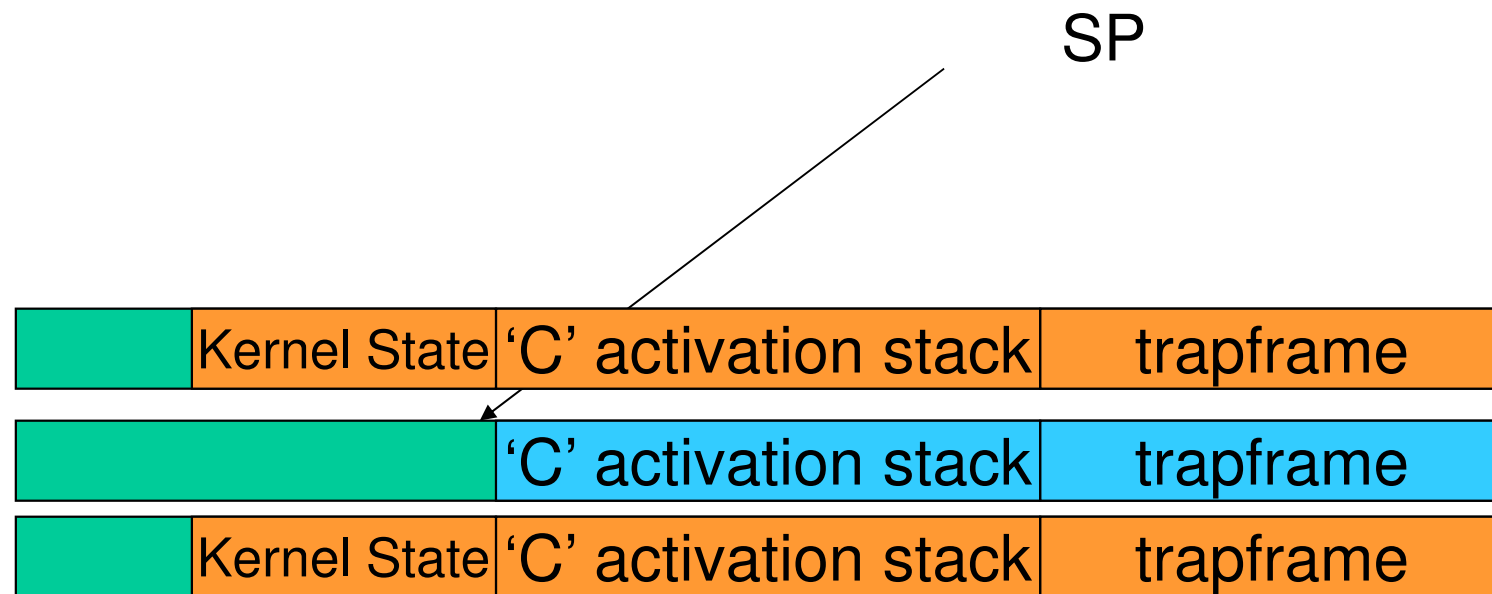 SP
Kernel State ‘C’ activation stack trapframe
‘C’ activation stack trapframe
Kernel State ‘C’ activation stack trapframe